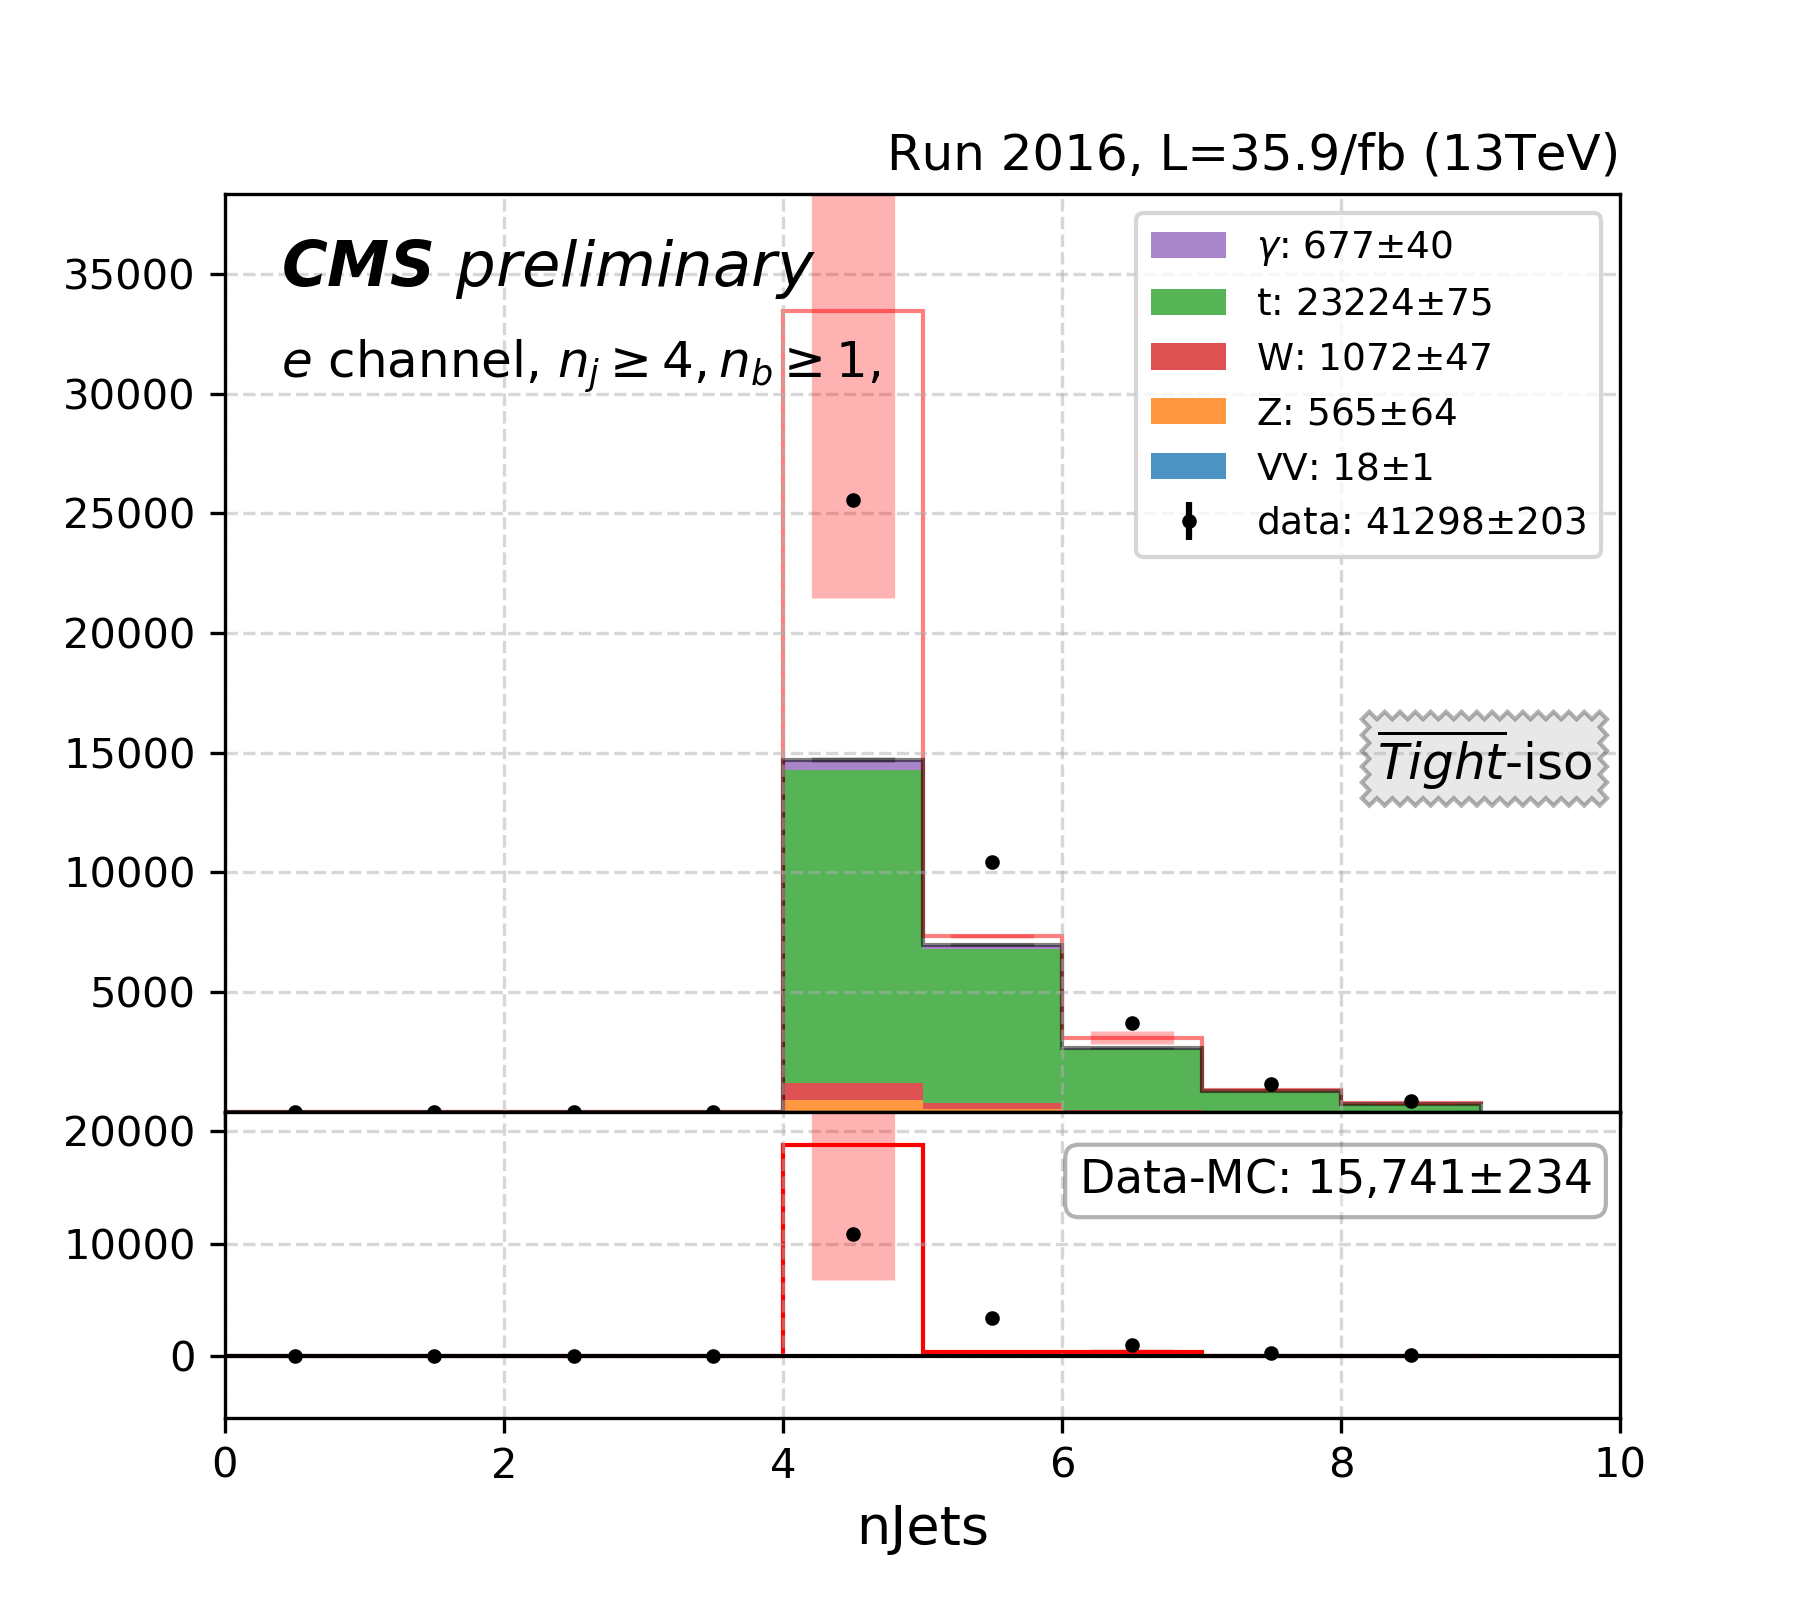 Run 2016, L=35.9/fb (13TeV)
CMS preliminary
e channel, nⱼ ≥ 4, n_b ≥ 1,
γ: 677±40
t: 23224±75
W: 1072±47
Z: 565±64
VV: 18±1
data: 41298±203
35000
30000
25000
20000
15000
10000
5000
T̅i̅g̅h̅t̅-iso
20000
10000
0
Data-MC: 15,741±234
0 2 4 6 8 10
nJets